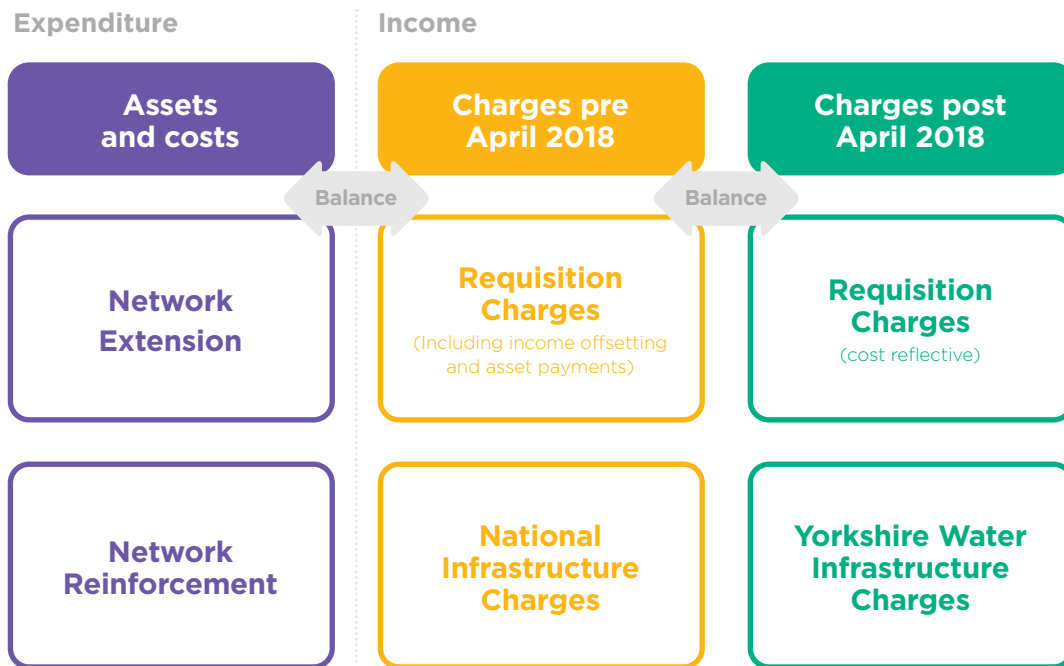 Expenditure
Income
Assets
and costs
Charges pre
April 2018
Charges post
April 2018
Balance
Balance
Network
Extension
Requisition
Charges
(Including income offsetting
and asset payments)
Requisition
Charges
(cost reflective)
Network
Reinforcement
National
Infrastructure
Charges
Yorkshire Water
Infrastructure
Charges